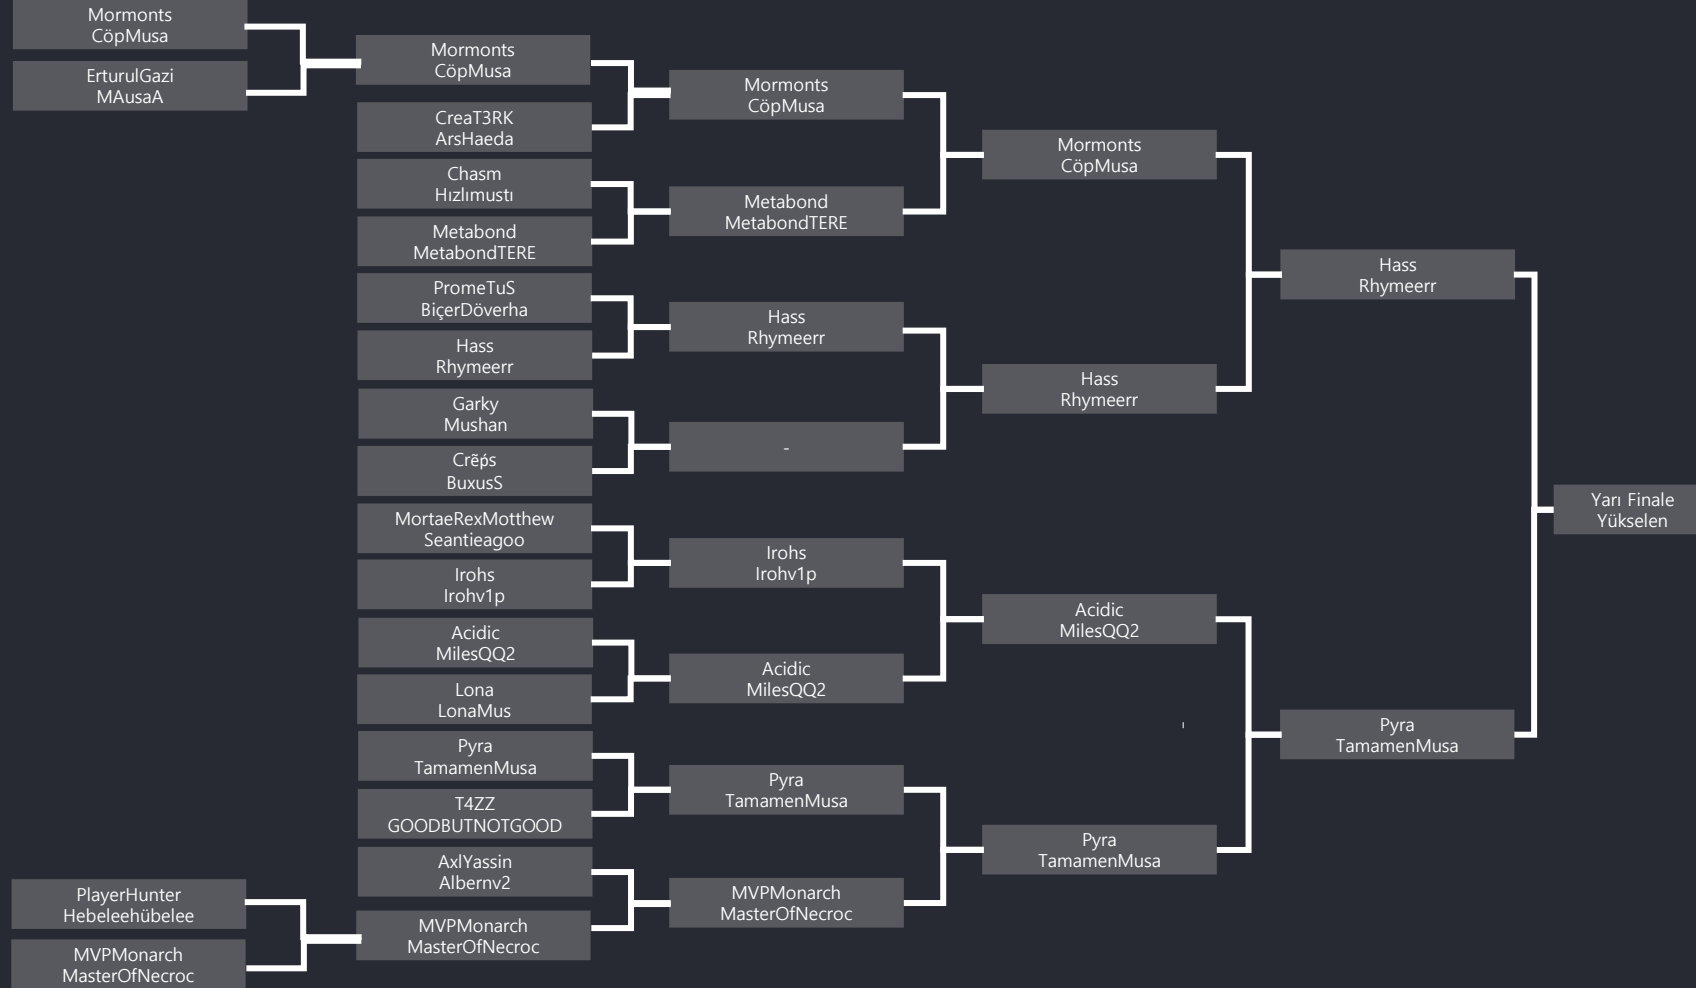 Mormonts
CöpMusa
ErturulGazi
MAusaA
PlayerHunter
Hebeleehübelee
MVPMonarch
MasterOfNecroc
Mormonts
CöpMusa
CreaT3RK
ArsHaeda
Chasm
Hızlımustı
Metabond
MetabondTERE
PromeTuS
BiçerDöverha
Hass
Rhymeerr
Garky
Mushan
Crẽṕs
BuxusS
MortaeRexMotthew
Seantieagoo
Irohs
Irohv1p
Acidic
MilesQQ2
Lona
LonaMus
Pyra
TamamenMusa
T4ZZ
GOODBUTNOTGOOD
AxlYassin
Albernv2
MVPMonarch
MasterOfNecroc
Mormonts
CöpMusa
Metabond
MetabondTERE
Hass
Rhymeerr
-
Irohs
Irohv1p
Acidic
MilesQQ2
Pyra
TamamenMusa
MVPMonarch
MasterOfNecroc
Mormonts
CöpMusa
Hass
Rhymeerr
Acidic
MilesQQ2
Pyra
TamamenMusa
Hass
Rhymeerr
Pyra
TamamenMusa
Yarı Finale
Yükselen